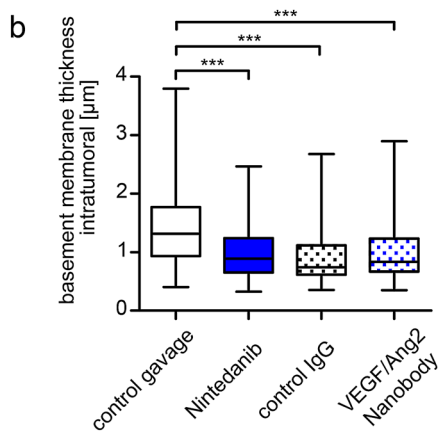 b
***
***
***
basement membrane thickness
intratumoral [µm]
4
3
2
1
0
control gavage
Nintedanib
control IgG
VEGF/Ang2
Nanobody